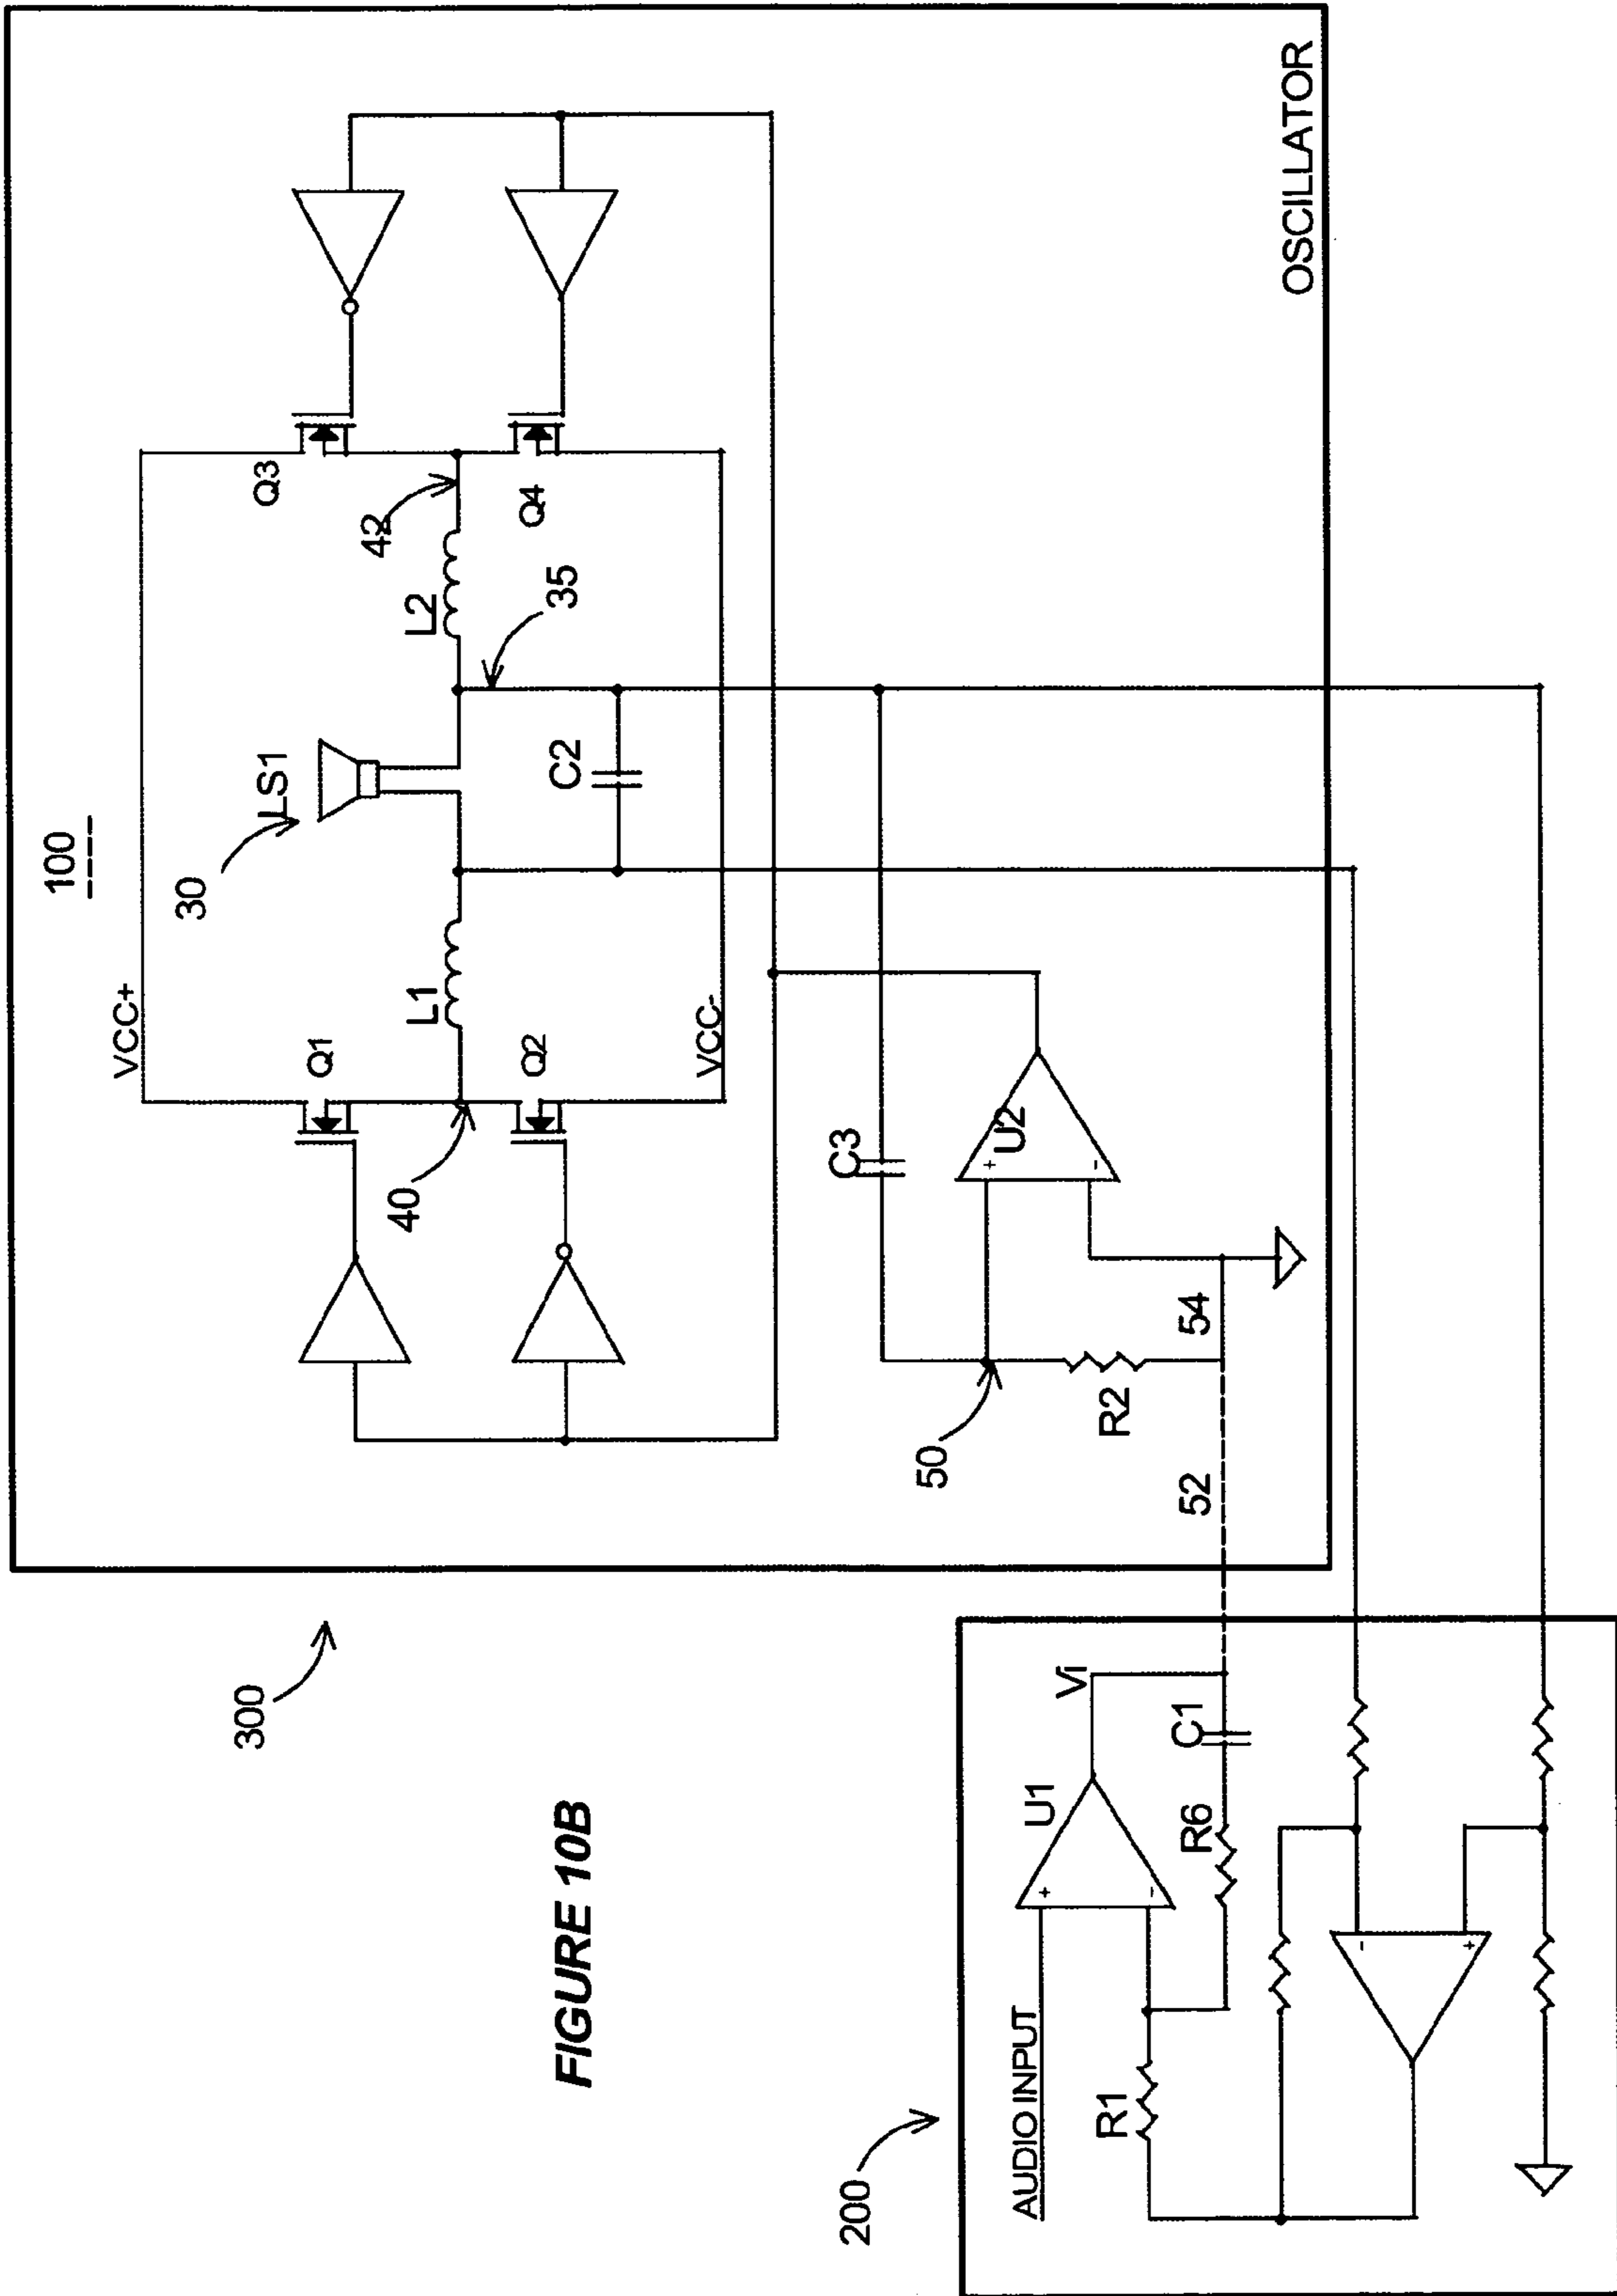 100
VCC+
30
LS1
Q1
Q3
L1
L2
42
40
Q2
Q4
35
C2
VCC-
300
C3
U2
+
-
50
R2
54
52
OSCILLATOR
FIGURE 10B
200
AUDIO INPUT
U1
+
-
Vi
R1
R6
C1
-
+